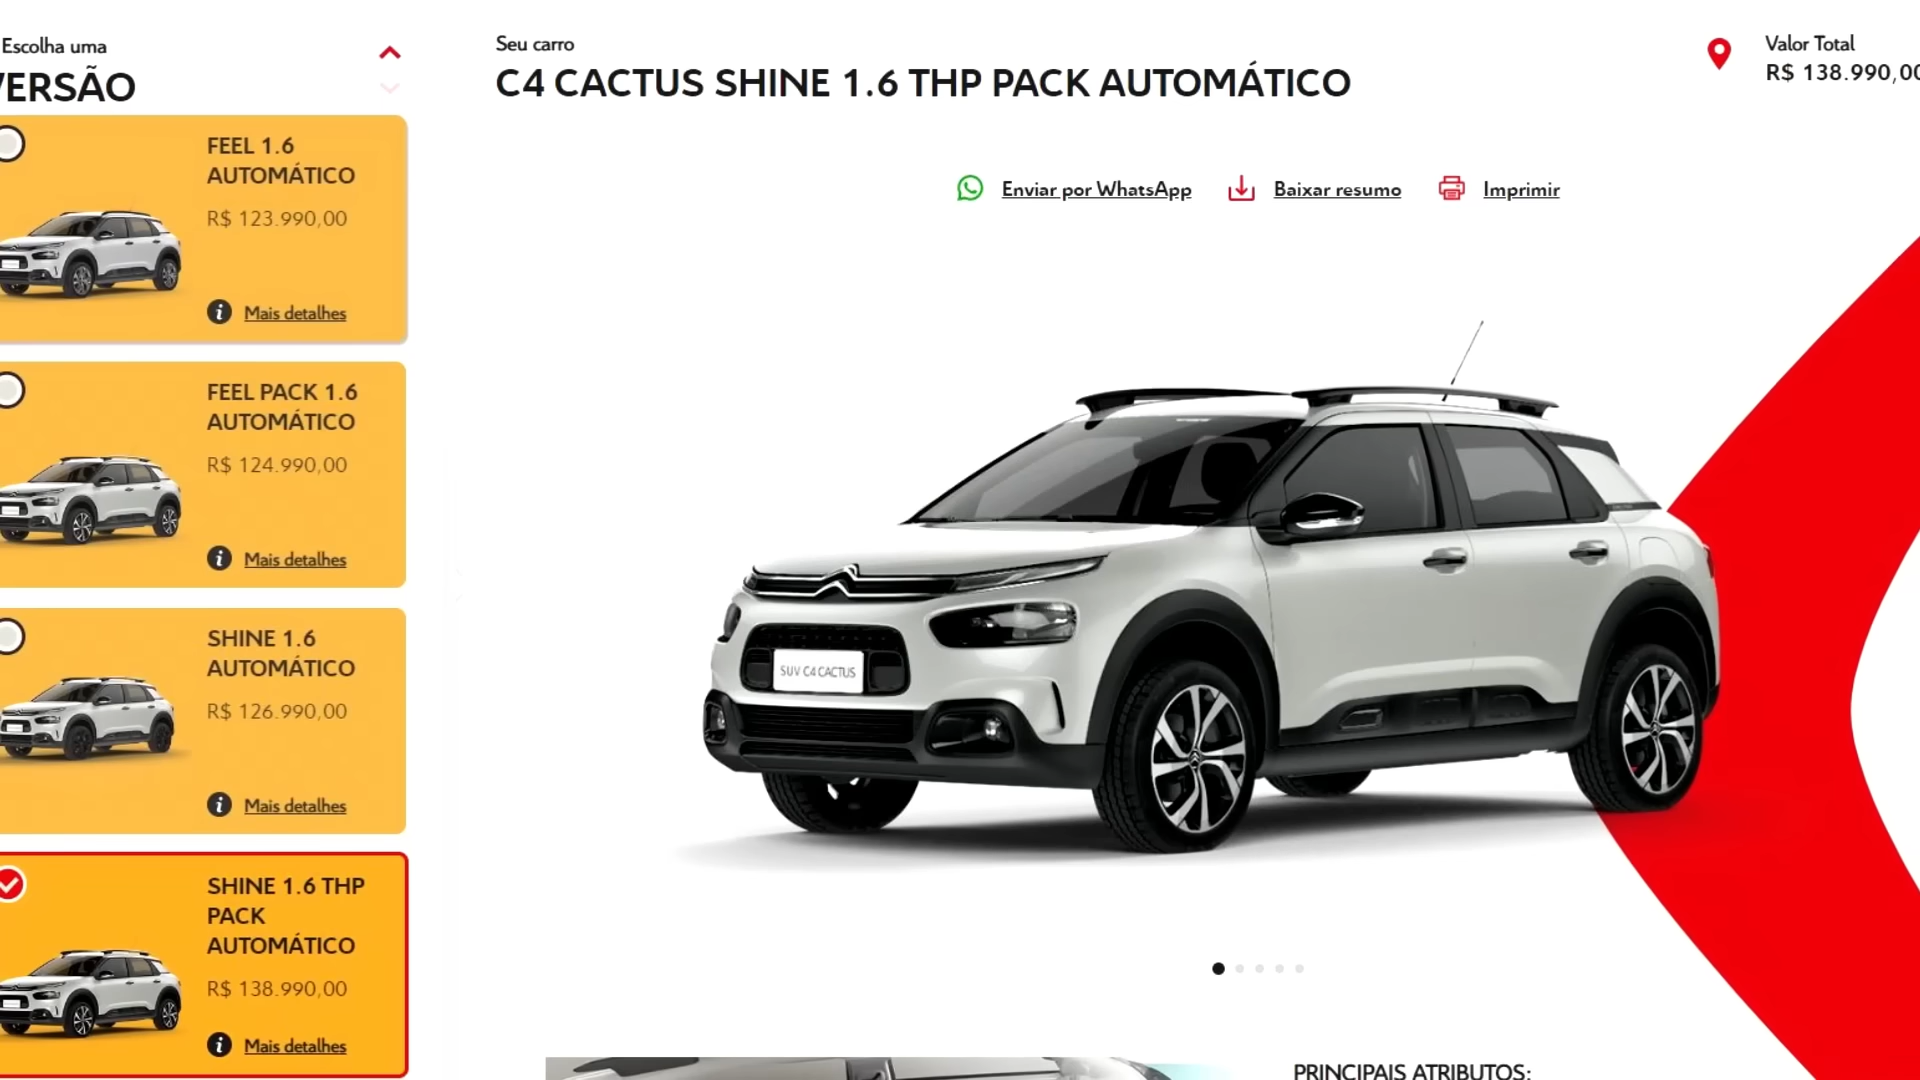 Escolha uma
VERSÃO
FEEL 1.6
AUTOMÁTICO
R$ 123.990,00
Mais detalhes
FEEL PACK 1.6
AUTOMÁTICO
R$ 124.990,00
Mais detalhes
SHINE 1.6
AUTOMÁTICO
R$ 126.990,00
Mais detalhes
SHINE 1.6 THP
PACK
AUTOMÁTICO
R$ 138.990,00
Mais detalhes
Seu carro
C4 CACTUS SHINE 1.6 THP PACK AUTOMÁTICO
Valor Total
R$ 138.990,00
Enviar por WhatsApp
Baixar resumo
Imprimir
SUV C4 CACTUS
PRINCIPAIS ATRIBUTOS: